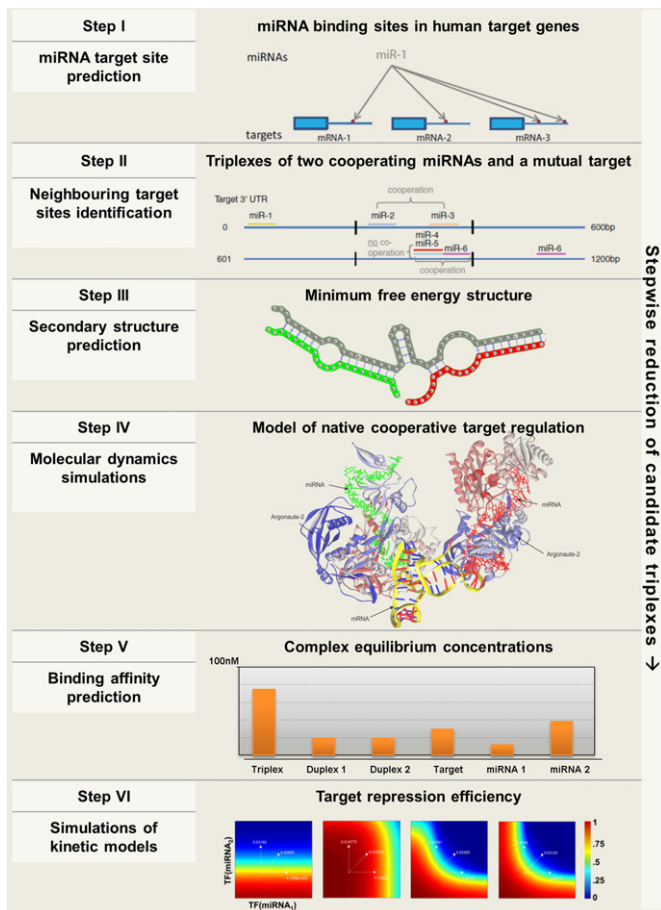 Step I
miRNA target site
prediction
miRNA binding sites in human target genes
miRNAs
miR-1
targets
mRNA-1
mRNA-2
mRNA-3
Step II
Neighbouring target
sites identification
Triplexes of two cooperating miRNAs and a mutual target
Target 3' UTR
cooperation
miR-1
miR-2
miR-3
0
600bp
no co-
operation
miR-4
miR-5
miR-6
miR-6
601
1200bp
cooperation
Step III
Secondary structure
prediction
Minimum free energy structure
Step IV
Molecular dynamics
simulations
Model of native cooperative target regulation
miRNA
Argonaute-2
miRNA
Argonaute-2
mRNA
Step V
Binding affinity
prediction
Complex equilibrium concentrations
100nM
Triplex
Duplex 1
Duplex 2
Target
miRNA 1
miRNA 2
Step VI
Simulations of
kinetic models
Target repression efficiency
TF(miRNA2)
TF(miRNA1)
1
.75
.5
.25
0
Stepwise reduction of candidate triplexes →